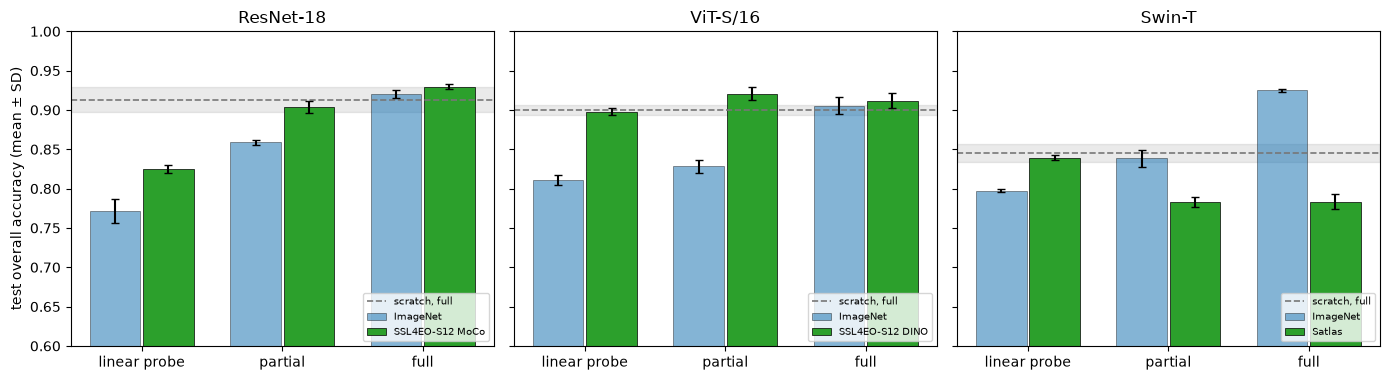 ResNet-18
ViT-S/16
Swin-T
test overall accuracy (mean ± SD)
1.00
0.95
0.90
0.85
0.80
0.75
0.70
0.65
0.60
scratch, full
ImageNet
SSL4EO-S12 MoCo
scratch, full
ImageNet
SSL4EO-S12 DINO
scratch, full
ImageNet
Satlas
linear probe partial full
linear probe partial full
linear probe partial full